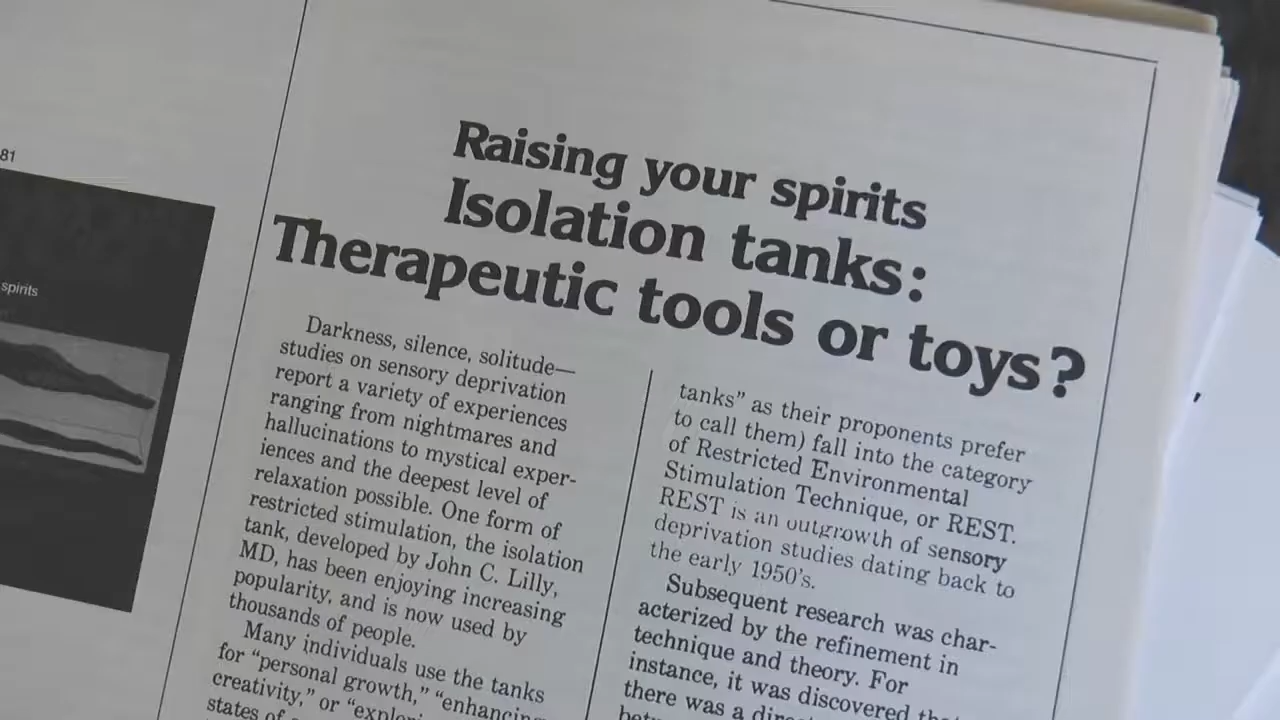 81
spirits
Raising your spirits
Isolation tanks:
Therapeutic tools or toys?
Darkness, silence, solitude—
studies on sensory deprivation
report a variety of experiences
ranging from nightmares and
hallucinations to mystical exper-
iences and the deepest level of
relaxation possible. One form of
restricted stimulation, the isolation
tank, developed by John C. Lilly,
MD, has been enjoying increasing
popularity, and is now used by
thousands of people.
Many individuals use the tanks
for “personal growth,” “enhancing
creativity,” or
states of
tanks” as their proponents prefer
to call them) fall into the category
of Restricted Environmental
Stimulation Technique, or REST.
REST is an outgrowth of sensory
deprivation studies dating back to
the early 1950’s.
Subsequent research was char-
acterized by the refinement in
technique and theory. For
instance, it was discovered
there was a